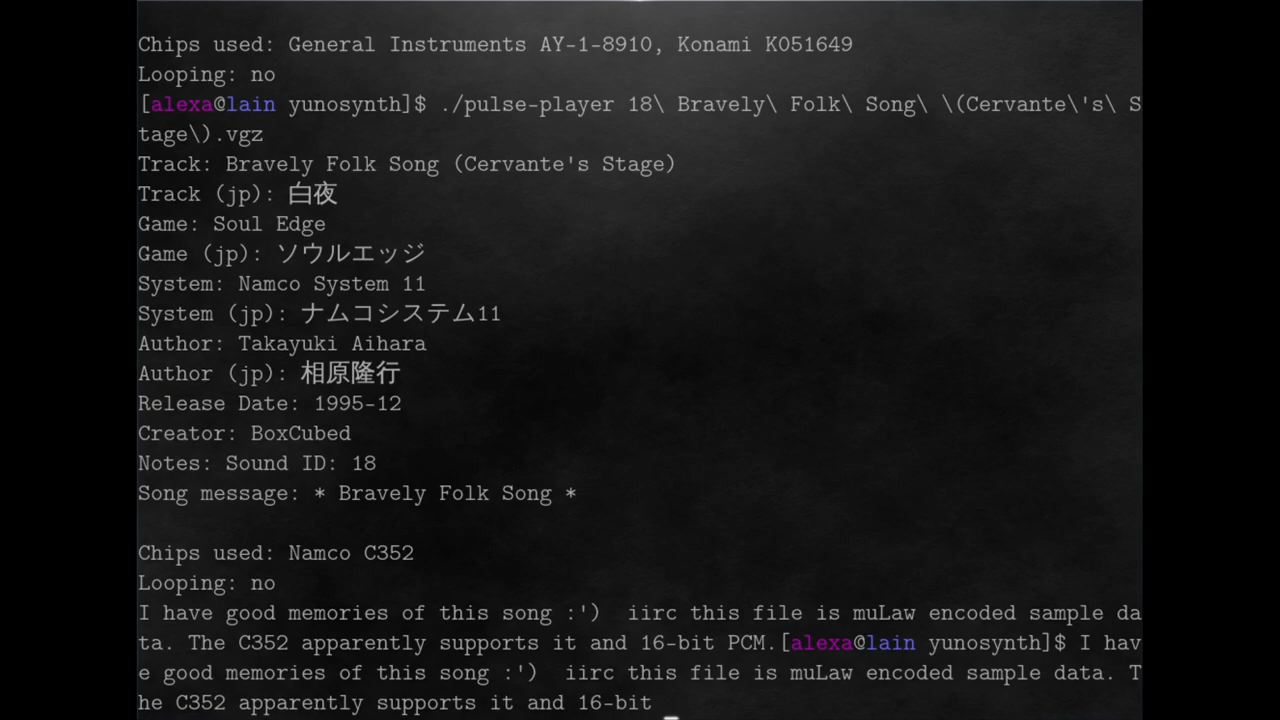 Chips used: General Instruments AY-1-8910, Konami K051649
Looping: no
[alexa@lain yunosynth]$ ./pulse-player 18\ Bravely\ Folk\ Song\ \(Cervante\'s\ S
tage\).vgz
Track: Bravely Folk Song (Cervante's Stage)
Track (jp): 白夜
Game: Soul Edge
Game (jp): ソウルエッジ
System: Namco System 11
System (jp): ナムコシステム11
Author: Takayuki Aihara
Author (jp): 相原隆行
Release Date: 1995-12
Creator: BoxCubed
Notes: Sound ID: 18
Song message: * Bravely Folk Song *
Chips used: Namco C352
Looping: no
I have good memories of this song :')  iirc this file is muLaw encoded sample da
ta. The C352 apparently supports it and 16-bit PCM.[alexa@lain yunosynth]$ I hav
e good memories of this song :')  iirc this file is muLaw encoded sample data. T
he C352 apparently supports it and 16-bit